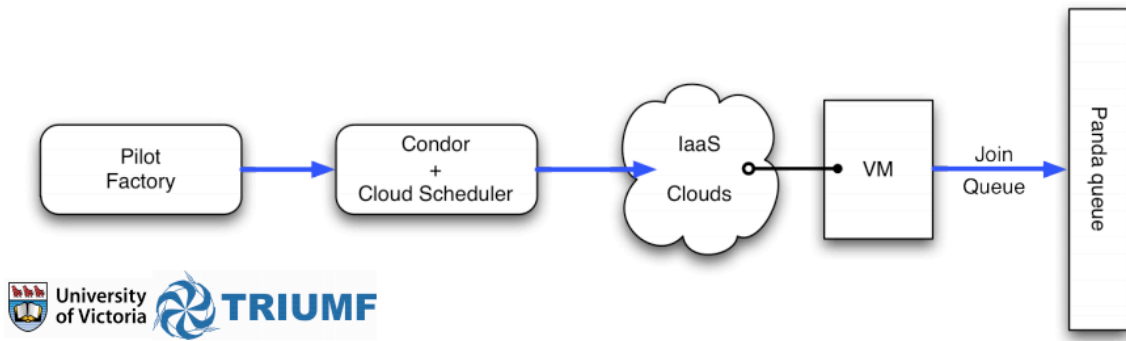 Pilot
Factory
Condor
+
Cloud Scheduler
IaaS
Clouds
VM
Join
Queue
Panda queue
University
of Victoria
TRIUMF